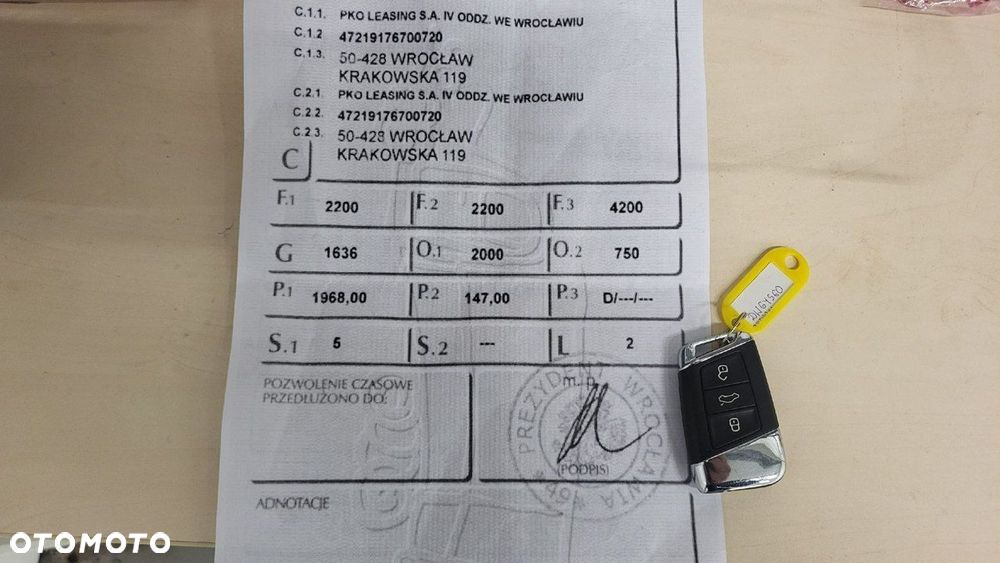 C.1.1. PKO LEASING S.A. IV ODDZ. WE WROCŁAWIU
C.1.2 47219176700720
C.1.3. 50-428 WROCŁAW
KRAKOWSKA 119
C.2.1. PKO LEASING S.A. IV ODDZ. WE WROCŁAWIU
C.2.2. 47219176700720
C.2.3. 50-428 WROCŁAW
KRAKOWSKA 119
C
F.1 2200 F.2 2200 F.3 4200
G 1636 O.1 2000 O.2 750
P.1 1968,00 P.2 147,00 P.3 D/---/---
S.1 5 S.2 --- L 2
POZWOLENIE CZASOWE
PRZEDŁUŻONO DO:
m. p.
PREZYDENT WROCŁAWIA
(PODPIS)
ADNOTACJE
OTOMOTO